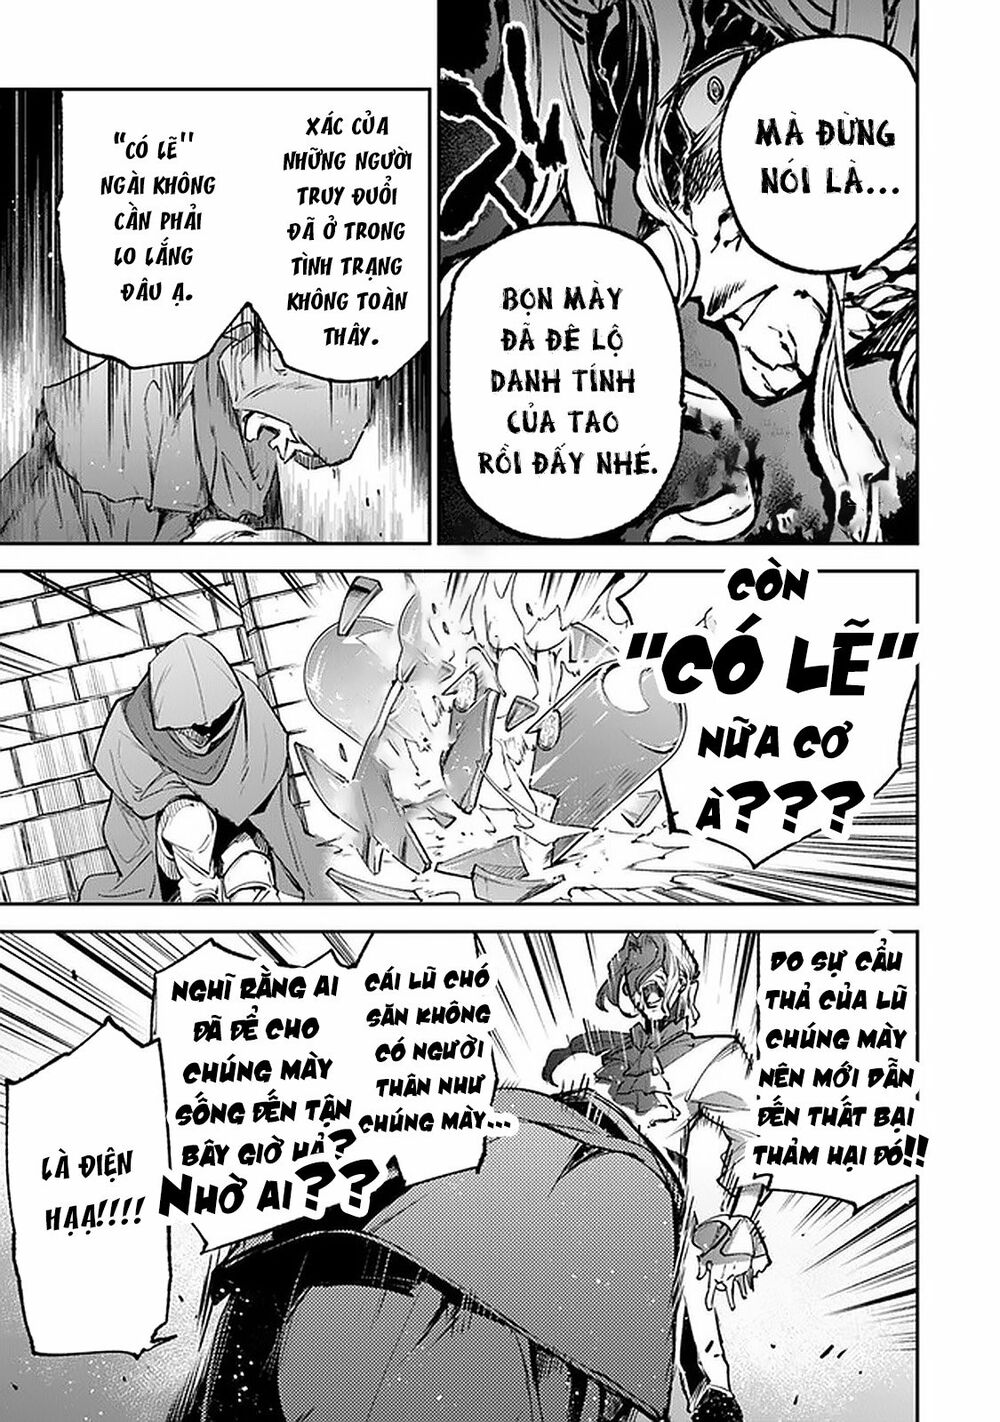 MÀ ĐỪNG
NÓI LÀ...
BỌN MÀY
ĐÃ ĐỂ LỘ
DANH TÍNH
CỦA TAO
RỒI ĐẤY NHÉ.
XÁC CỦA
NHỮNG NGƯỜI
TRUY ĐUỔI
ĐÃ Ở TRONG
TÌNH TRẠNG
KHÔNG TOÀN
THÂY.
"CÓ LẼ"
NGÀI KHÔNG
CẦN PHẢI
LO LẮNG
ĐÂU Ạ.
CÒN
"CÓ LẼ"
NỮA CƠ
À???
DO SỰ CẨU
THẢ CỦA LŨ
CHÚNG MÀY
NÊN MỚI DẪN
ĐẾN THẤT BẠI
THẢM HẠI ĐÓ!!
CÁI LŨ CHÓ
SĂN KHÔNG
CÓ NGƯỜI
THÂN NHƯ
CHÚNG MÀY...
NGHĨ RẰNG AI
ĐÃ ĐỂ CHO
CHÚNG MÀY
SỐNG ĐẾN TẬN
BÂY GIỜ HẢ?
NHỜ AI??
LÀ ĐIỆN
HẠẠ!!!!